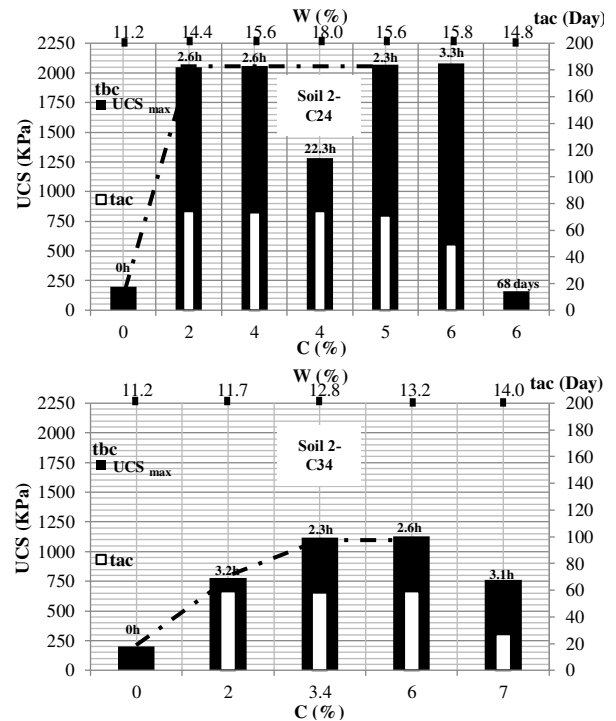 W (%)
tac (Day)
11.2 14.4 15.6 18.0 15.6 15.8 14.8
2250 200
2000 180
1750 160
1500 140
1250 120
1000 100
750 80
500 60
250 40
0 20
0
UCS (KPa)
tbc
UCS max
tac
Soil 2-
C24
0h 2.6h 2.6h 22.3h 2.3h 3.3h 68 days
0 2 4 4 5 6 6
C (%)
W (%)
tac (Day)
11.2 11.7 12.8 13.2 14.0
2250 200
2000 180
1750 160
1500 140
1250 120
1000 100
750 80
500 60
250 40
0 20
0
UCS (KPa)
tbc
UCS max
tac
Soil 2-
C34
0h 3.2h 2.3h 2.6h 3.1h
0 2 3.4 6 7
C (%)